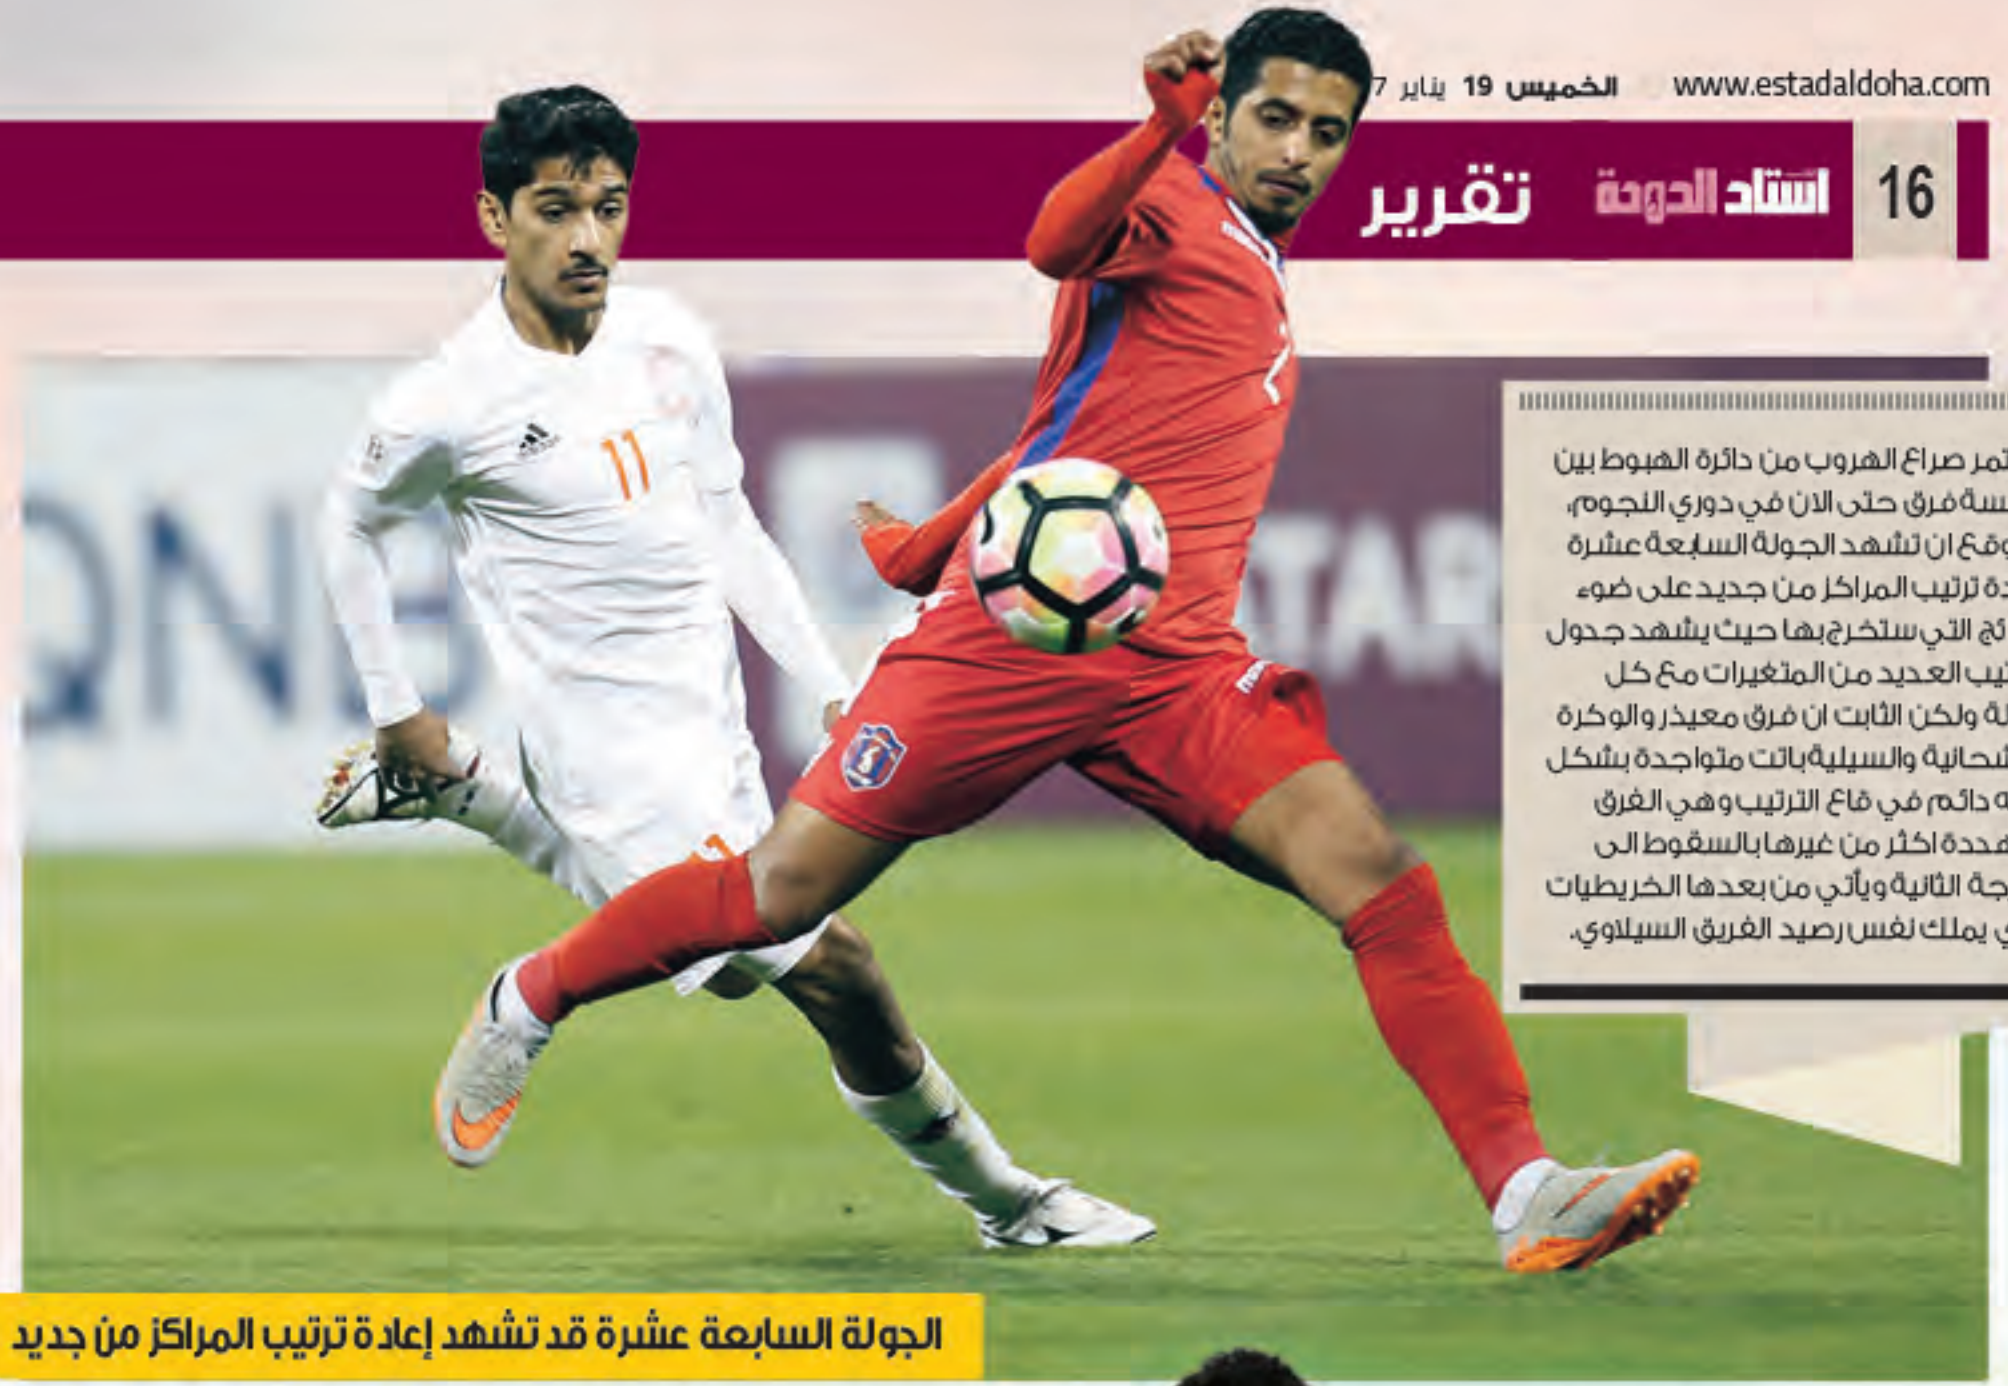 www.estadaldoha.com الخميس 19 يناير 7
16 استاد الدوحة تقرير
11
QNB
تمر صراع الهروب من دائرة الهبوط بين
سة فرق حتى الان في دوري النجوم،
وقع ان تشهد الجولة السابعة عشرة
دة ترتيب المراكز من جديد على ضوء
ئج التي ستخرج بها حيث يشهد جدول
تيب العديد من المتغيرات مع كل
لة ولكن الثابت ان فرق معيذر والوكرة
شحانية والسيلية باتت متواجدة بشكل
ه دائم في قاع الترتيب وهي الفرق
هددة اكثر من غيرها بالسقوط الى
جة الثانية ويأتي من بعدها الخريطيات
ي يملك نفس رصيد الفريق السيلاوي.
الجولة السابعة عشرة قد تشهد إعادة ترتيب المراكز من جديد